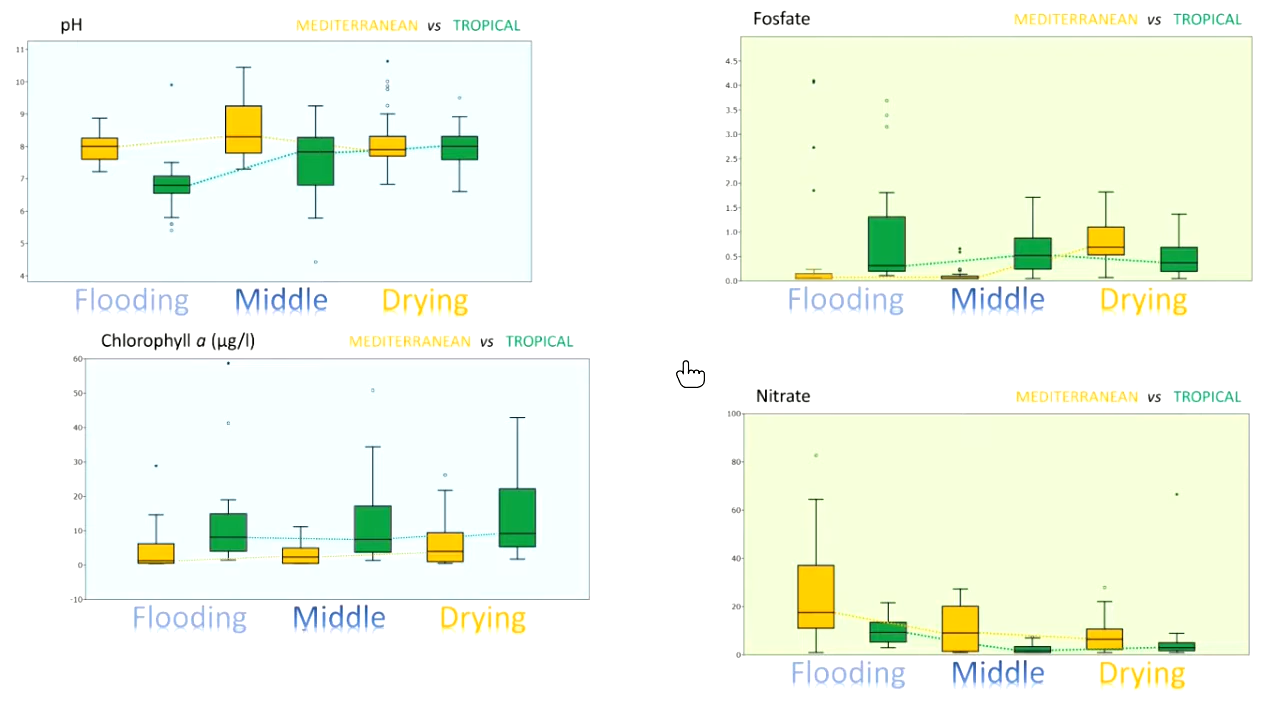 pH
MEDITERRANEAN vs TROPICAL
11
10
9
8
7
6
5
4
Flooding Middle Drying
Fosfate
MEDITERRANEAN vs TROPICAL
4.5
4.0
3.5
3.0
2.5
2.0
1.5
1.0
0.5
0.0
Flooding Middle Drying
Chlorophyll a (µg/l)
MEDITERRANEAN vs TROPICAL
60
50
40
30
20
10
0
-10
Flooding Middle Drying
Nitrate
MEDITERRANEAN vs TROPICAL
100
80
60
40
20
0
Flooding Middle Drying